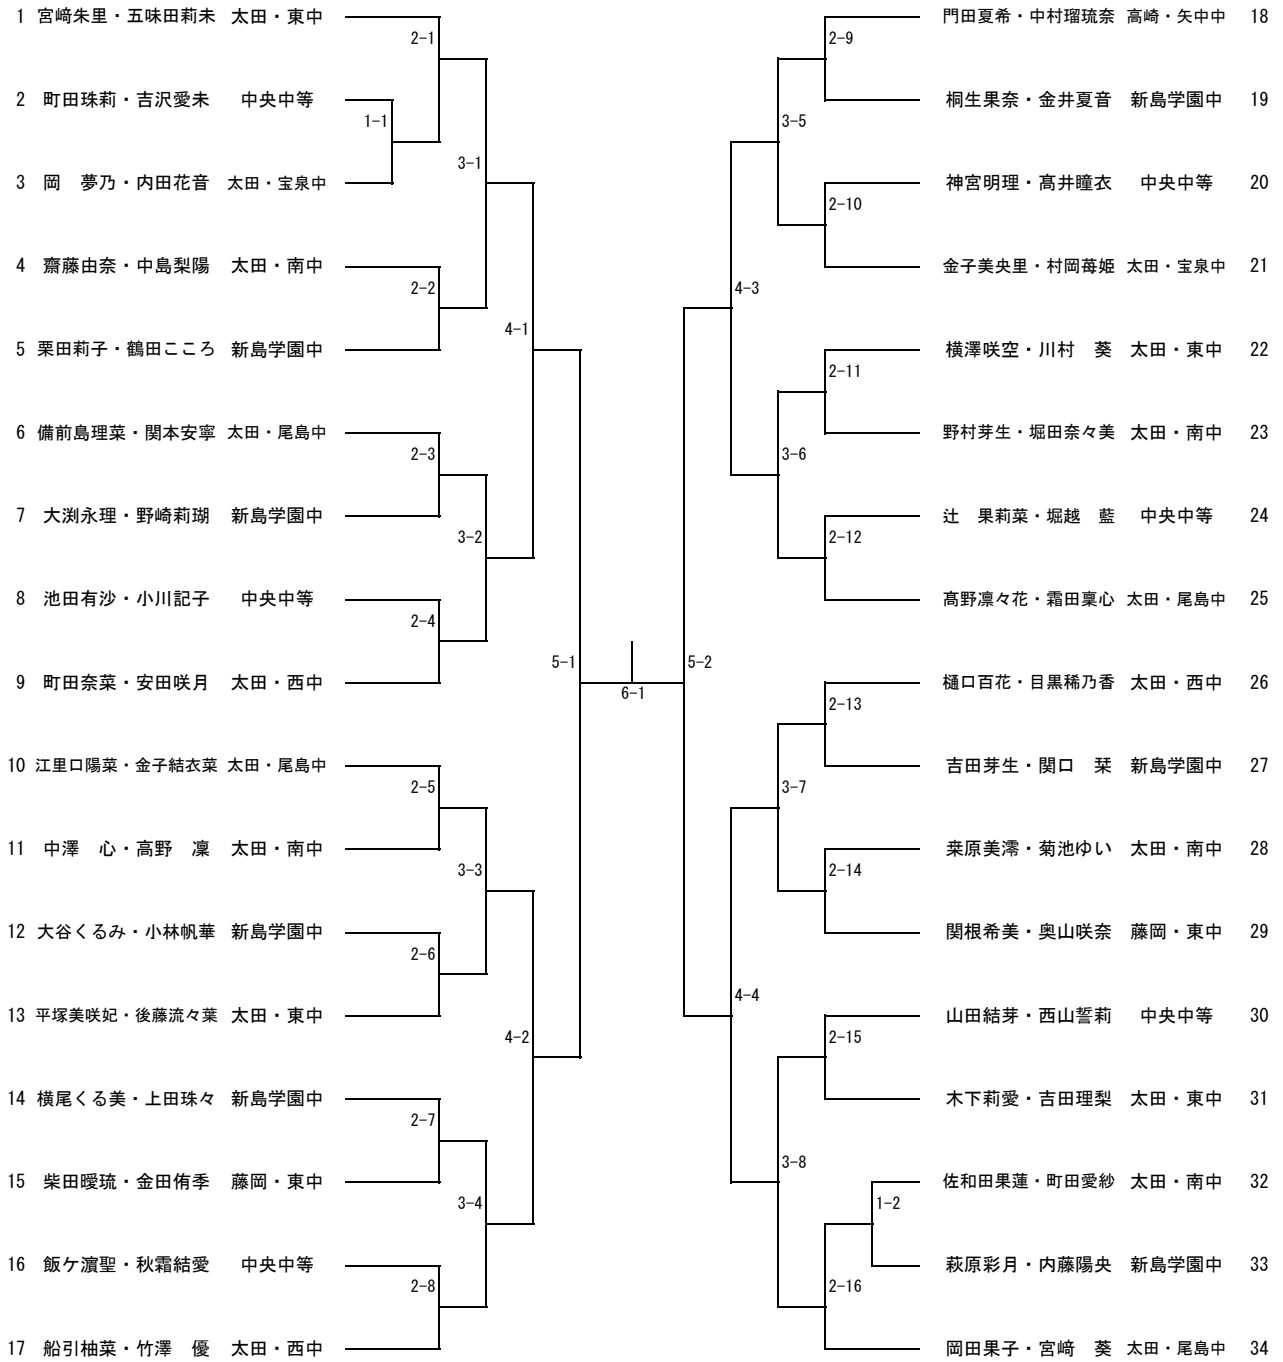 1 宮﨑朱里・五味田莉未 太田・東中
2 町田珠莉・吉沢愛未 中央中等
3 岡 夢乃・内田花音 太田・宝泉中
4 齋藤由奈・中島梨陽 太田・南中
5 栗田莉子・鶴田こころ 新島学園中
6 備前島理菜・関本安寧 太田・尾島中
7 大渕永理・野崎莉瑚 新島学園中
8 池田有沙・小川記子 中央中等
9 町田奈菜・安田咲月 太田・西中
10 江里口陽菜・金子結衣菜 太田・尾島中
11 中澤 心・高野 凜 太田・南中
12 大谷くるみ・小林帆華 新島学園中
13 平塚美咲妃・後藤流々葉 太田・東中
14 横尾くる美・上田珠々 新島学園中
15 柴田曖琉・金田侑季 藤岡・東中
16 飯ケ濵聖・秋霜結愛 中央中等
17 船引柚菜・竹澤 優 太田・西中
2-1
1-1
3-1
2-2
4-1
2-3
3-2
2-4
5-1
2-5
3-3
2-6
4-2
2-7
3-4
2-8
6-1
2-9
3-5
2-10
4-3
2-11
3-6
2-12
5-2
2-13
3-7
2-14
4-4
2-15
3-8
1-2
2-16
門田夏希・中村瑠琉奈 高崎・矢中中 18
桐生果奈・金井夏音 新島学園中 19
神宮明理・髙井瞳衣 中央中等 20
金子美央里・村岡苺姫 太田・宝泉中 21
横澤咲空・川村 葵 太田・東中 22
野村芽生・堀田奈々美 太田・南中 23
辻 果莉菜・堀越 藍 中央中等 24
髙野凛々花・霜田稟心 太田・尾島中 25
樋口百花・目黒稀乃香 太田・西中 26
吉田芽生・関口 栞 新島学園中 27
桒原美澪・菊池ゆい 太田・南中 28
関根希美・奥山咲奈 藤岡・東中 29
山田結芽・西山誓莉 中央中等 30
木下莉愛・吉田理梨 太田・東中 31
佐和田果蓮・町田愛紗 太田・南中 32
萩原彩月・内藤陽央 新島学園中 33
岡田果子・宮﨑 葵 太田・尾島中 34